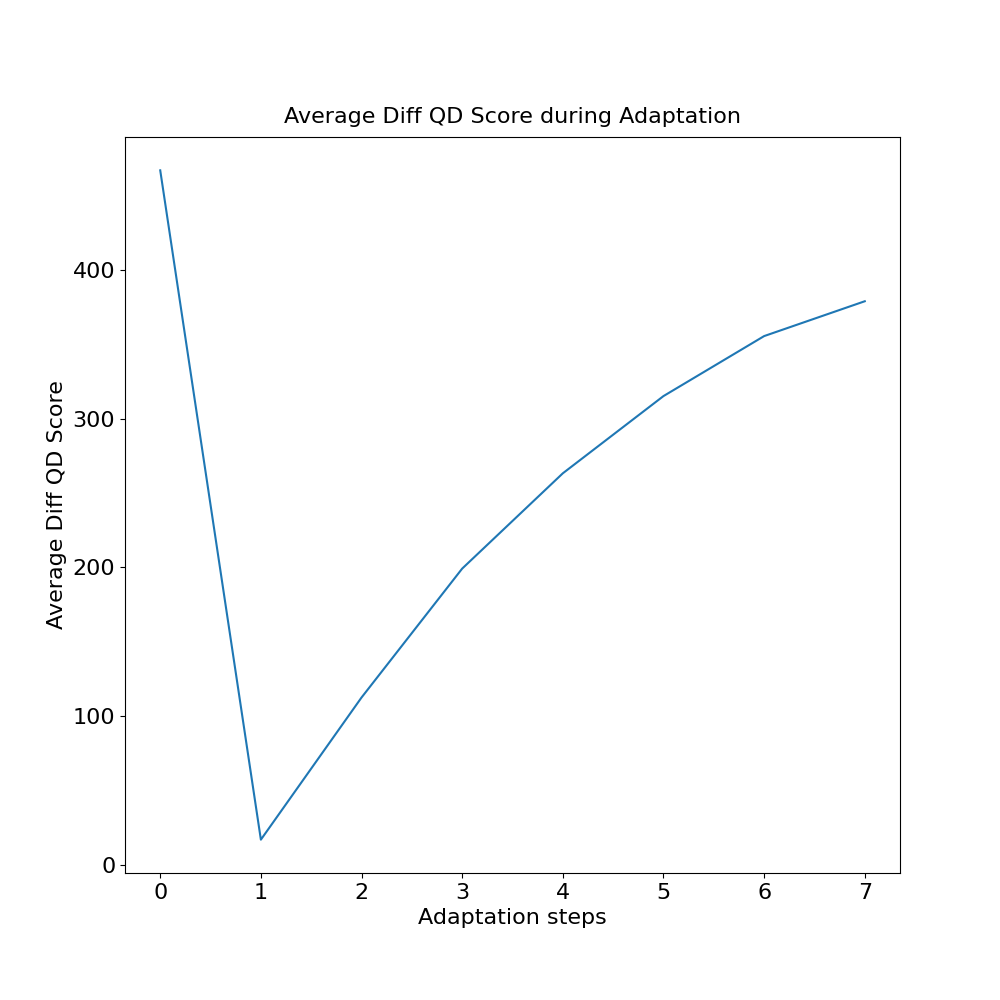 Average Diff QD Score during Adaptation
Average Diff QD Score
400
300
200
100
0
0 1 2 3 4 5 6 7
Adaptation steps